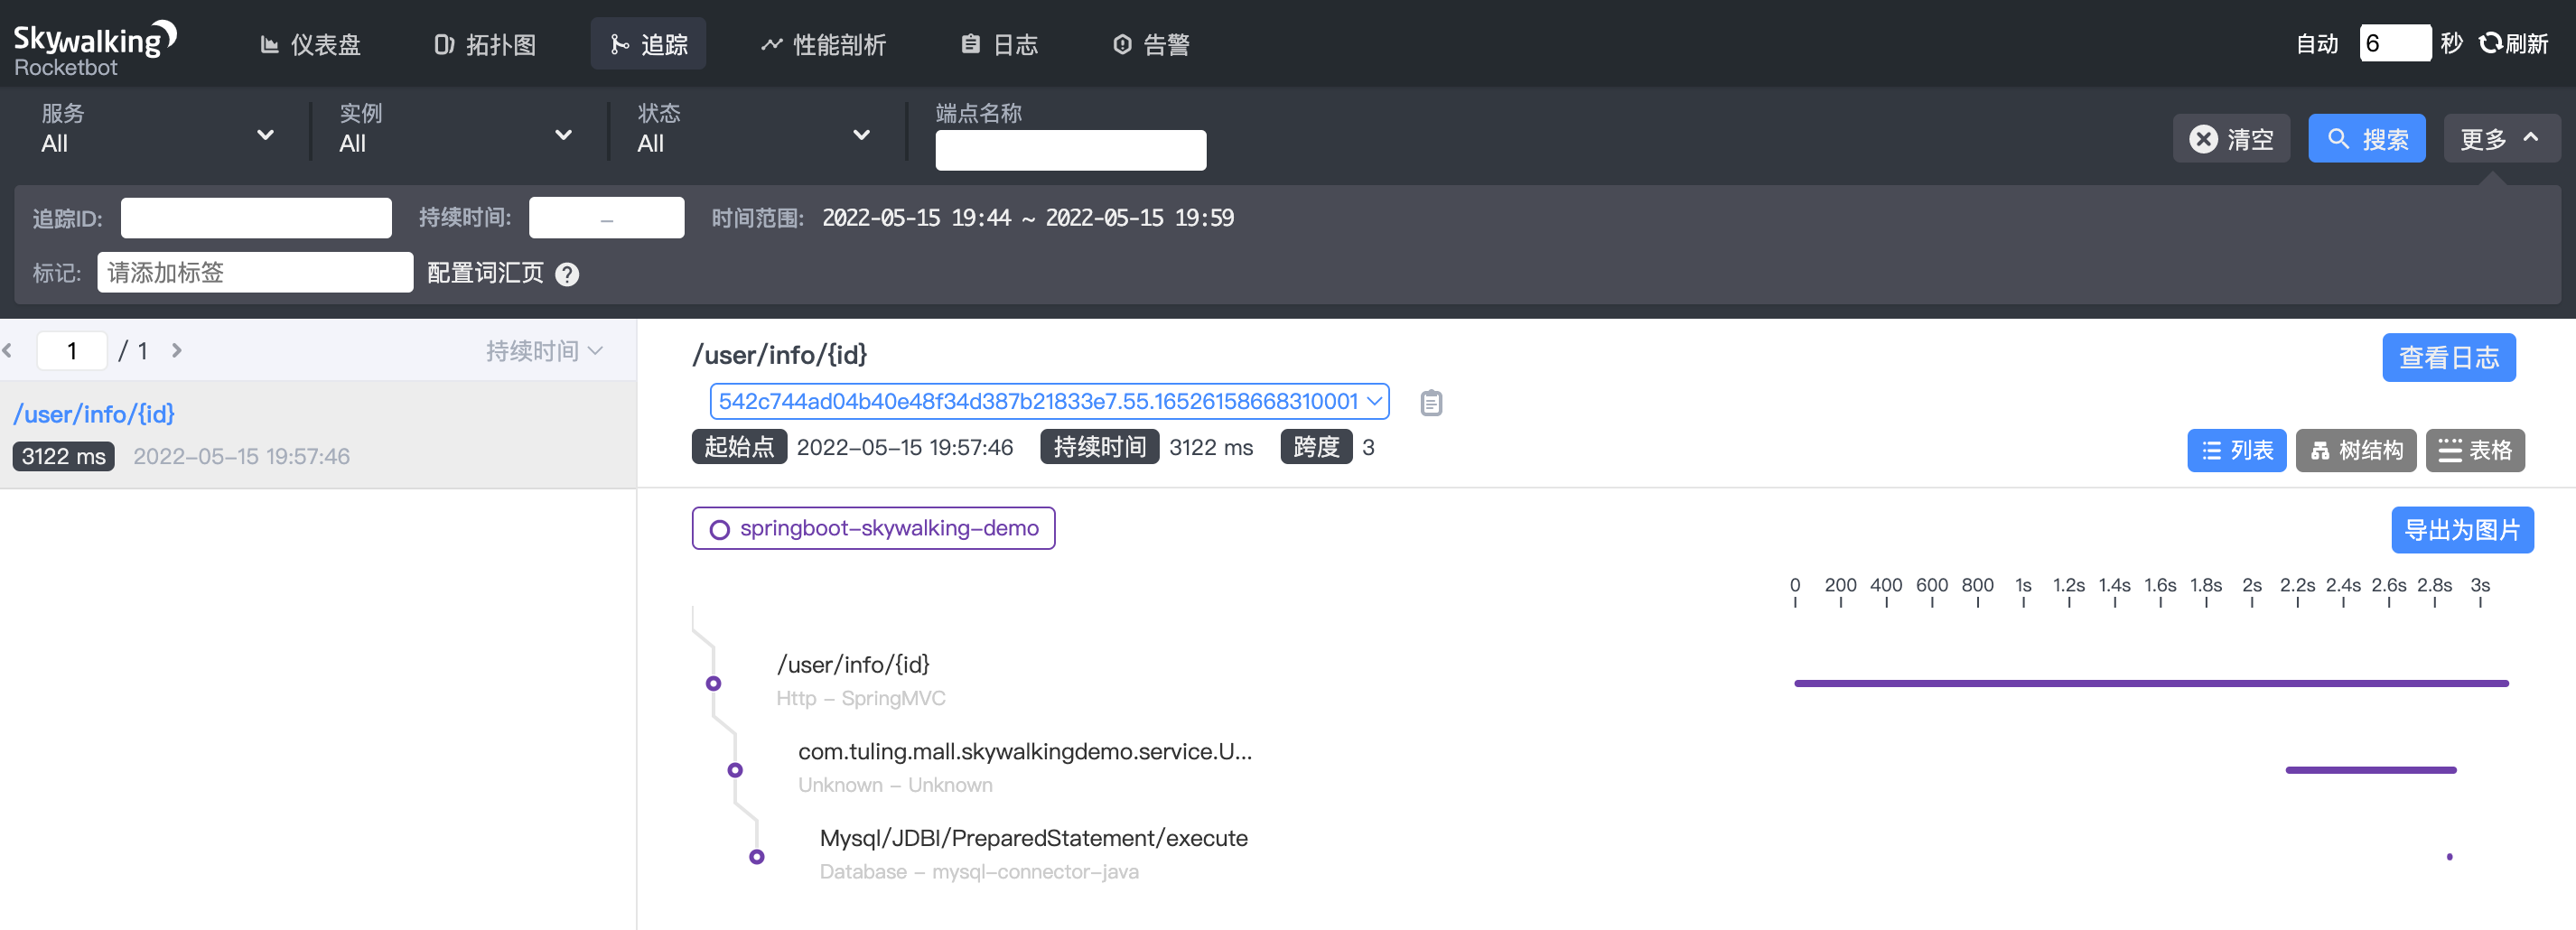 Skywalking
Rocketbot
仪表盘
拓扑图
追踪
性能剖析
日志
告警
自动 6 秒 刷新
服务
All
实例
All
状态
All
端点名称
清空
搜索
更多
追踪ID:
持续时间: –
时间范围: 2022-05-15 19:44 ~ 2022-05-15 19:59
标记: 请添加标签 配置词汇页 ?
1 / 1
持续时间
/user/info/{id}
3122 ms 2022-05-15 19:57:46
/user/info/{id}
查看日志
542c744ad04b40e48f34d387b21833e7.55.16526158668310001
起始点 2022-05-15 19:57:46 持续时间 3122 ms 跨度 3
列表 树结构 表格
springboot-skywalking-demo
导出为图片
0 200 400 600 800 1s 1.2s 1.4s 1.6s 1.8s 2s 2.2s 2.4s 2.6s 2.8s 3s
/user/info/{id}
Http - SpringMVC
com.tuling.mall.skywalkingdemo.service.U...
Unknown - Unknown
Mysql/JDBI/PreparedStatement/execute
Database - mysql-connector-java